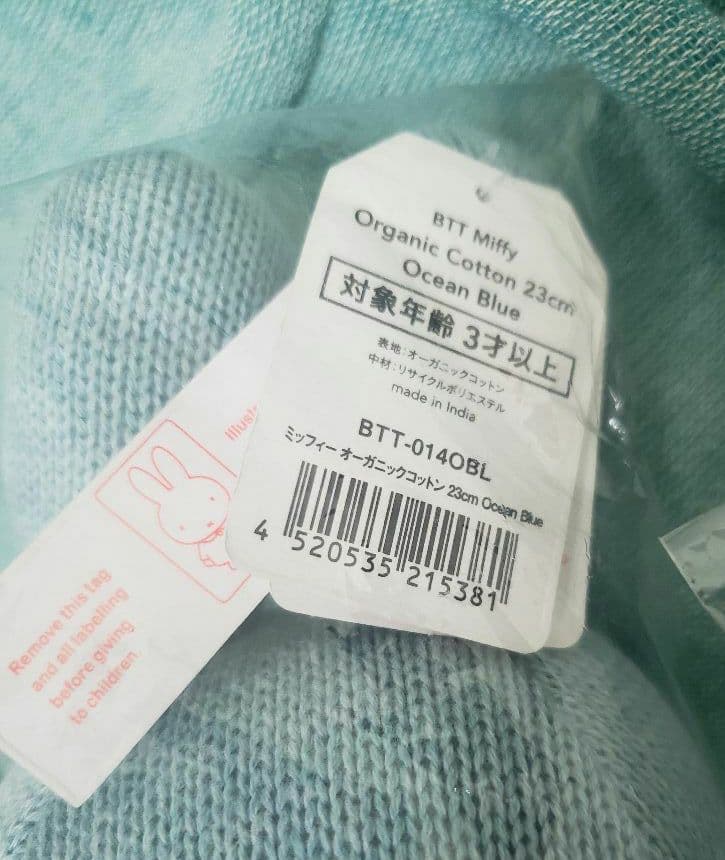 BTT Miffy
Organic Cotton 23cm
Ocean Blue
対象年齢 3才以上
表地:オーガニックコットン
中材:リサイクルポリエステル
made in India
BTT-014OBL
ミッフィー オーガニックコットン 23cm Ocean Blue
4 520535 215381
Remove this tag
and all labelling
before giving
to children.